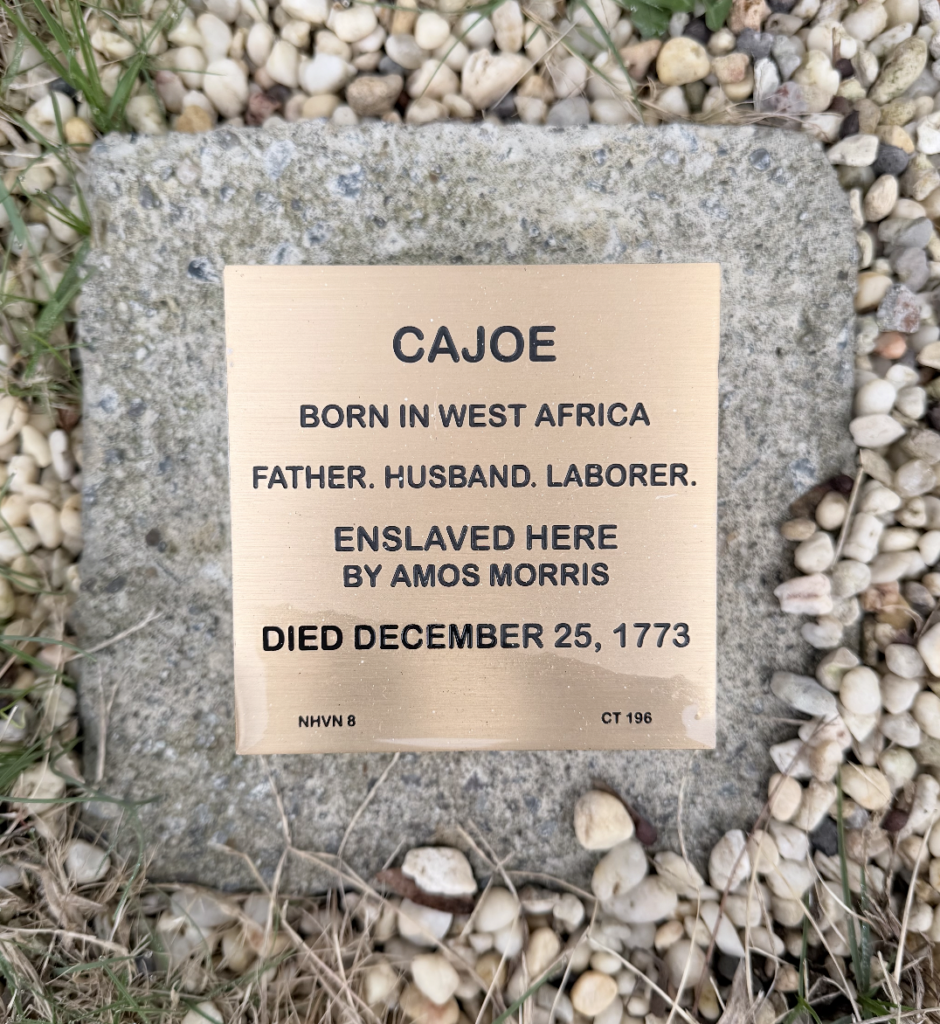 CAJOE
BORN IN WEST AFRICA
FATHER. HUSBAND. LABORER.
ENSLAVED HERE
BY AMOS MORRIS
DIED DECEMBER 25, 1773
NHVN 8 CT 196